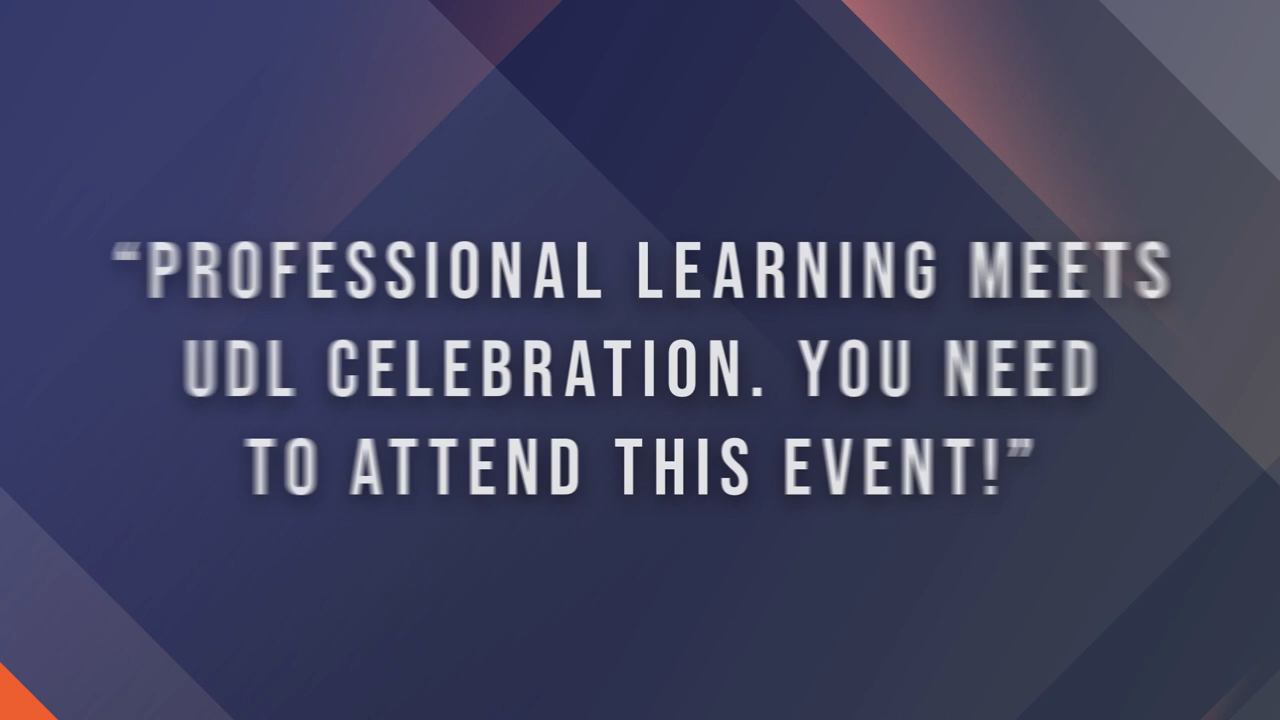 “PROFESSIONAL LEARNING MEETS
UDL CELEBRATION. YOU NEED
TO ATTEND THIS EVENT!”